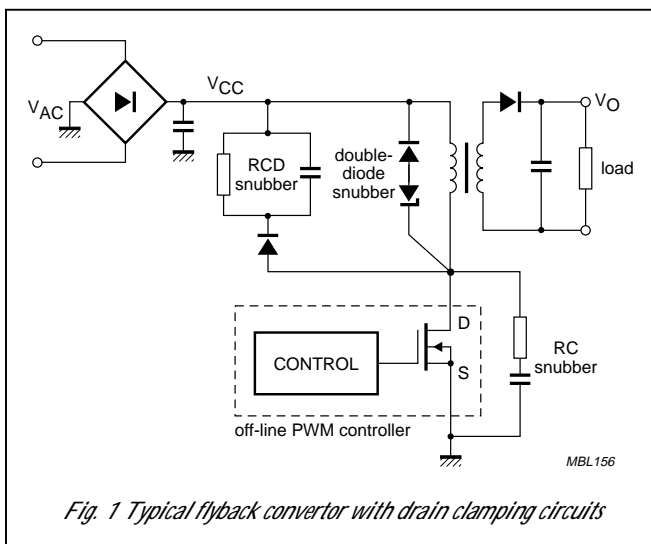 V_CC
V_AC
RCD
snubber
double-
diode
snubber
V_O
load
D
S
CONTROL
RC
snubber
off-line PWM controller
MBL156
Fig. 1 Typical flyback convertor with drain clamping circuits